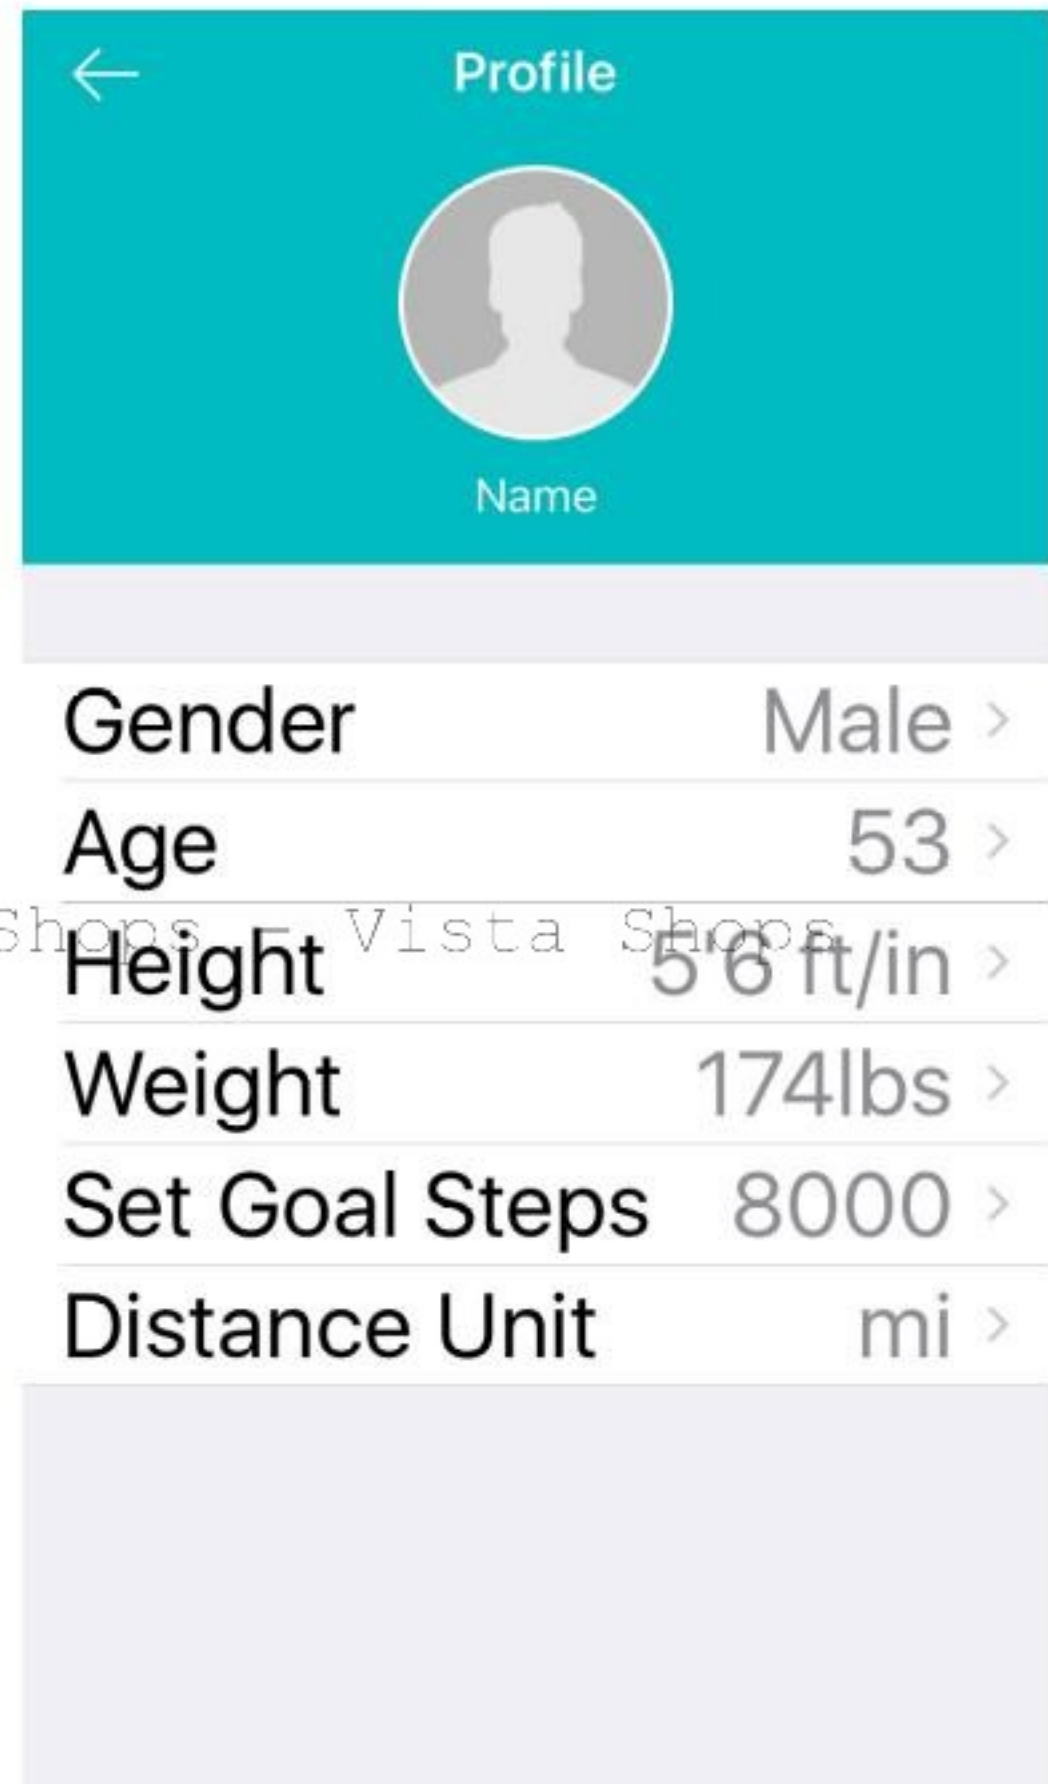 Profile
Name
Gender Male
Age 53
Shops - Vista Shops
Height 5'6 ft/in
Weight 174lbs
Set Goal Steps 8000
Distance Unit mi